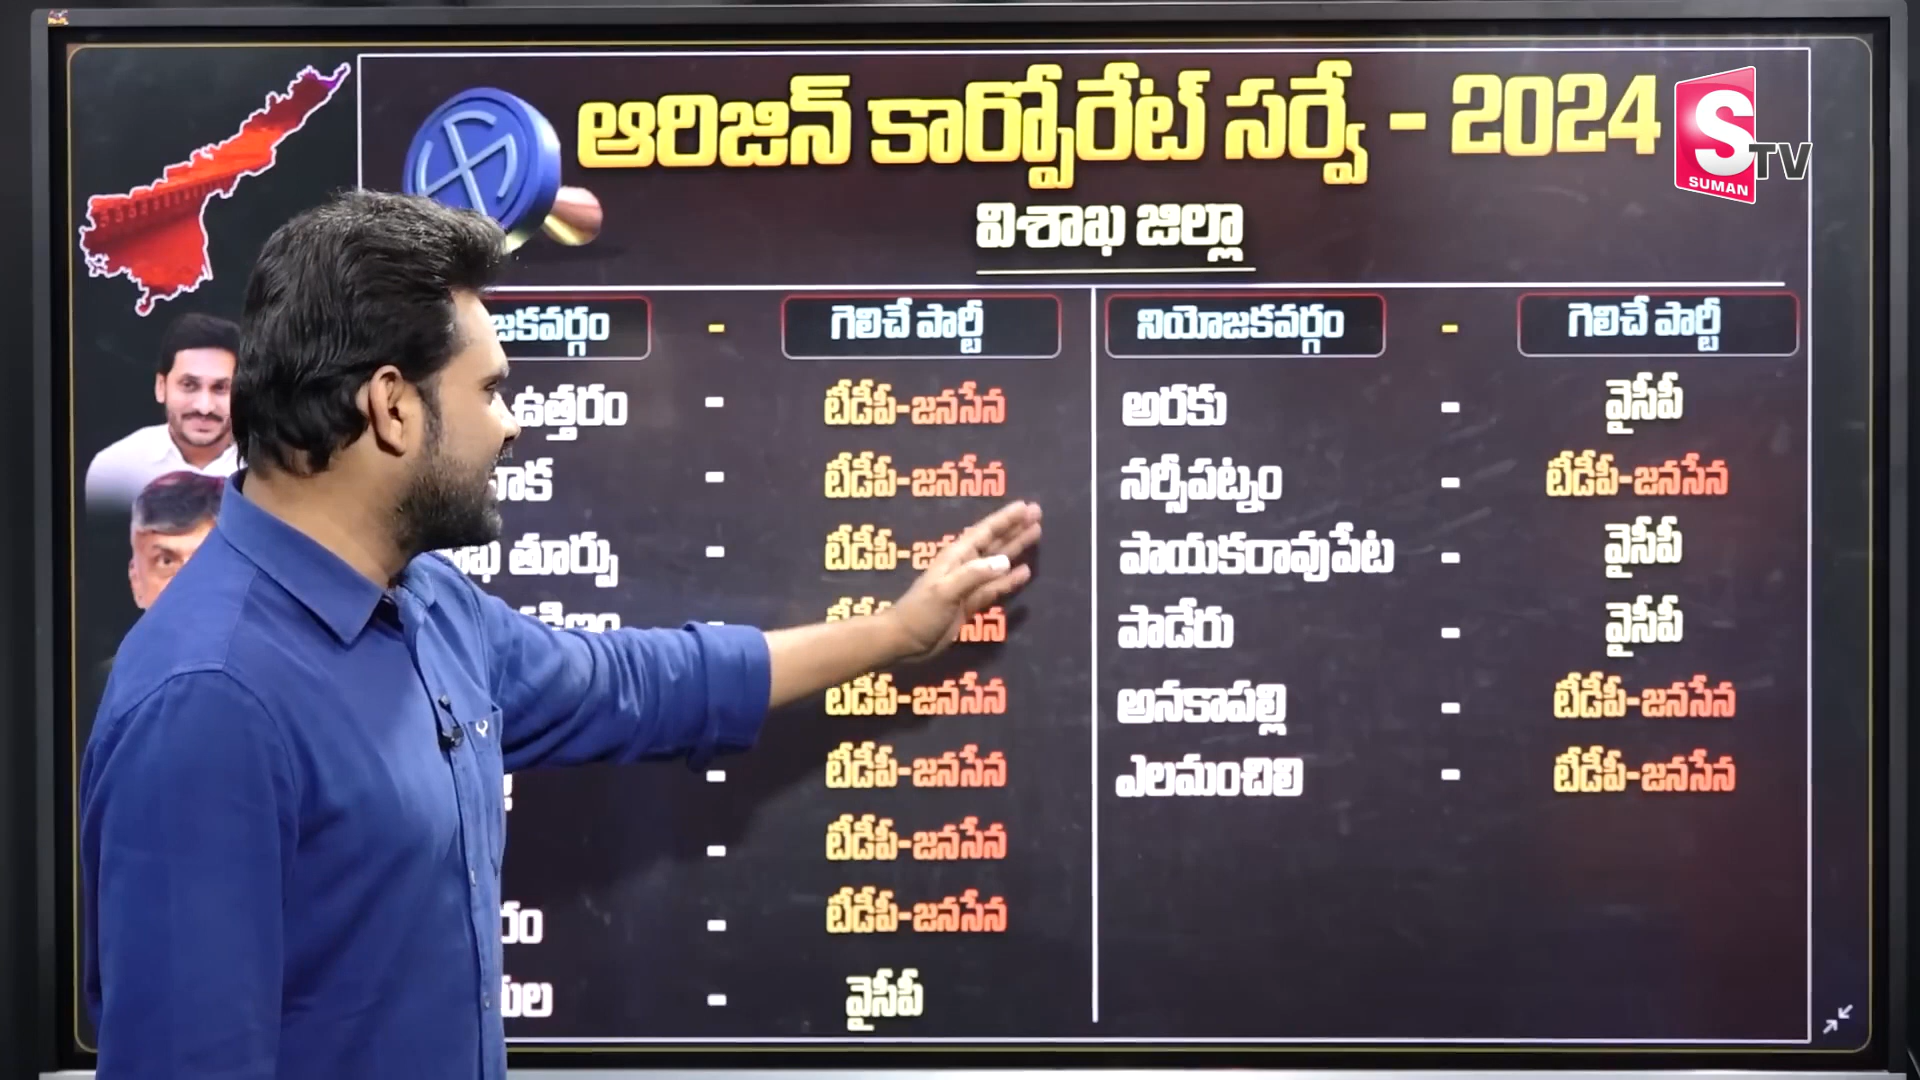 ఆరిజిన్ కార్పోరేట్ సర్వే - 2024
S TV
SUMAN
విశాఖ జిల్లా
గెలిచే పార్టీ
నియోజకవర్గం - గెలిచే పార్టీ
ఉత్తరం - టీడీపీ-జనసేన
అరకు - వైసీపీ
- టీడీపీ-జనసేన
నర్సీపట్నం - టీడీపీ-జనసేన
తూర్పు -
పాయకరావుపేట - వైసీపీ
పాడేరు - వైసీపీ
టీడీపీ-జనసేన
అనకాపల్లి - టీడీపీ-జనసేన
- టీడీపీ-జనసేన
ఎలమంచిలి - టీడీపీ-జనసేన
- టీడీపీ-జనసేన
- టీడీపీ-జనసేన
- వైసీపీ